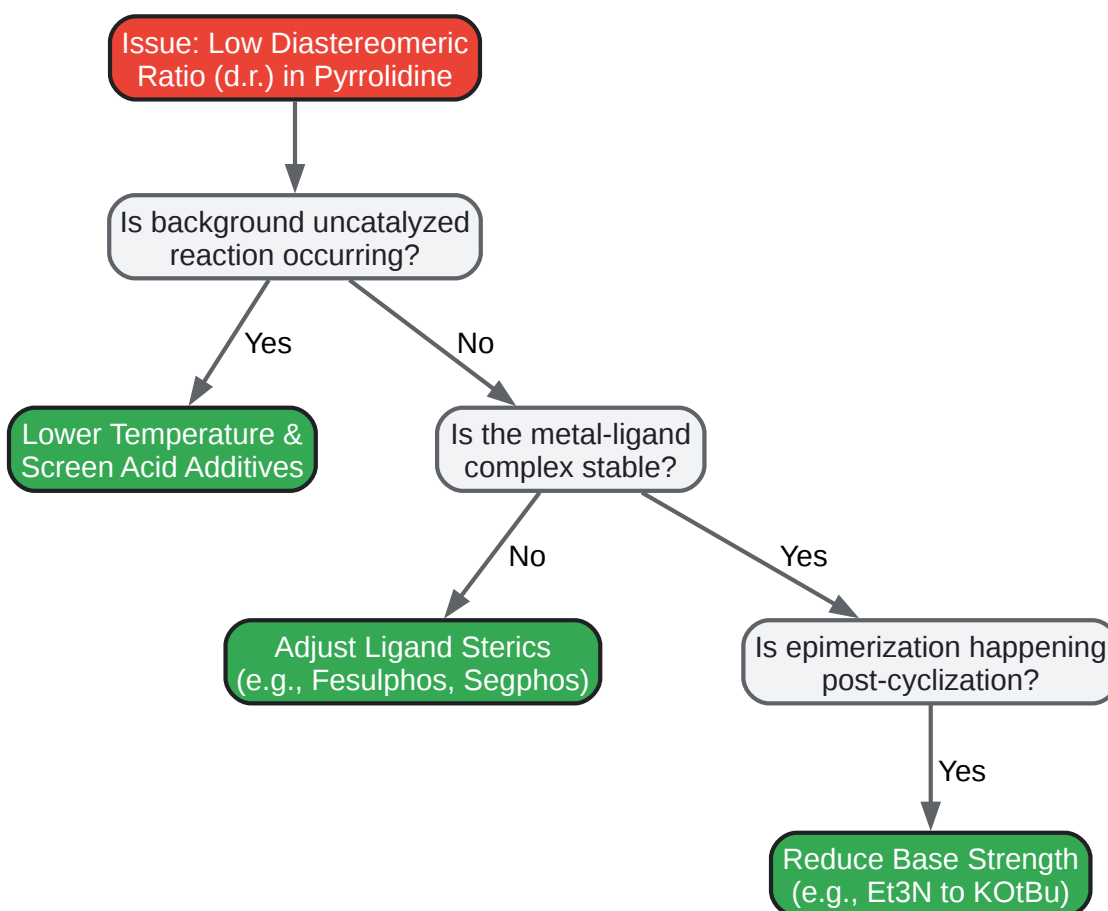 Issue: Low Diastereomeric
Ratio (d.r.) in Pyrrolidine
Is background uncatalyzed
reaction occurring?
Yes
No
Lower Temperature &
Screen Acid Additives
Is the metal-ligand
complex stable?
No
Yes
Adjust Ligand Sterics
(e.g., Fesulphos, Segphos)
Is epimerization happening
post-cyclization?
Yes
Reduce Base Strength
(e.g., Et3N to KOtBu)